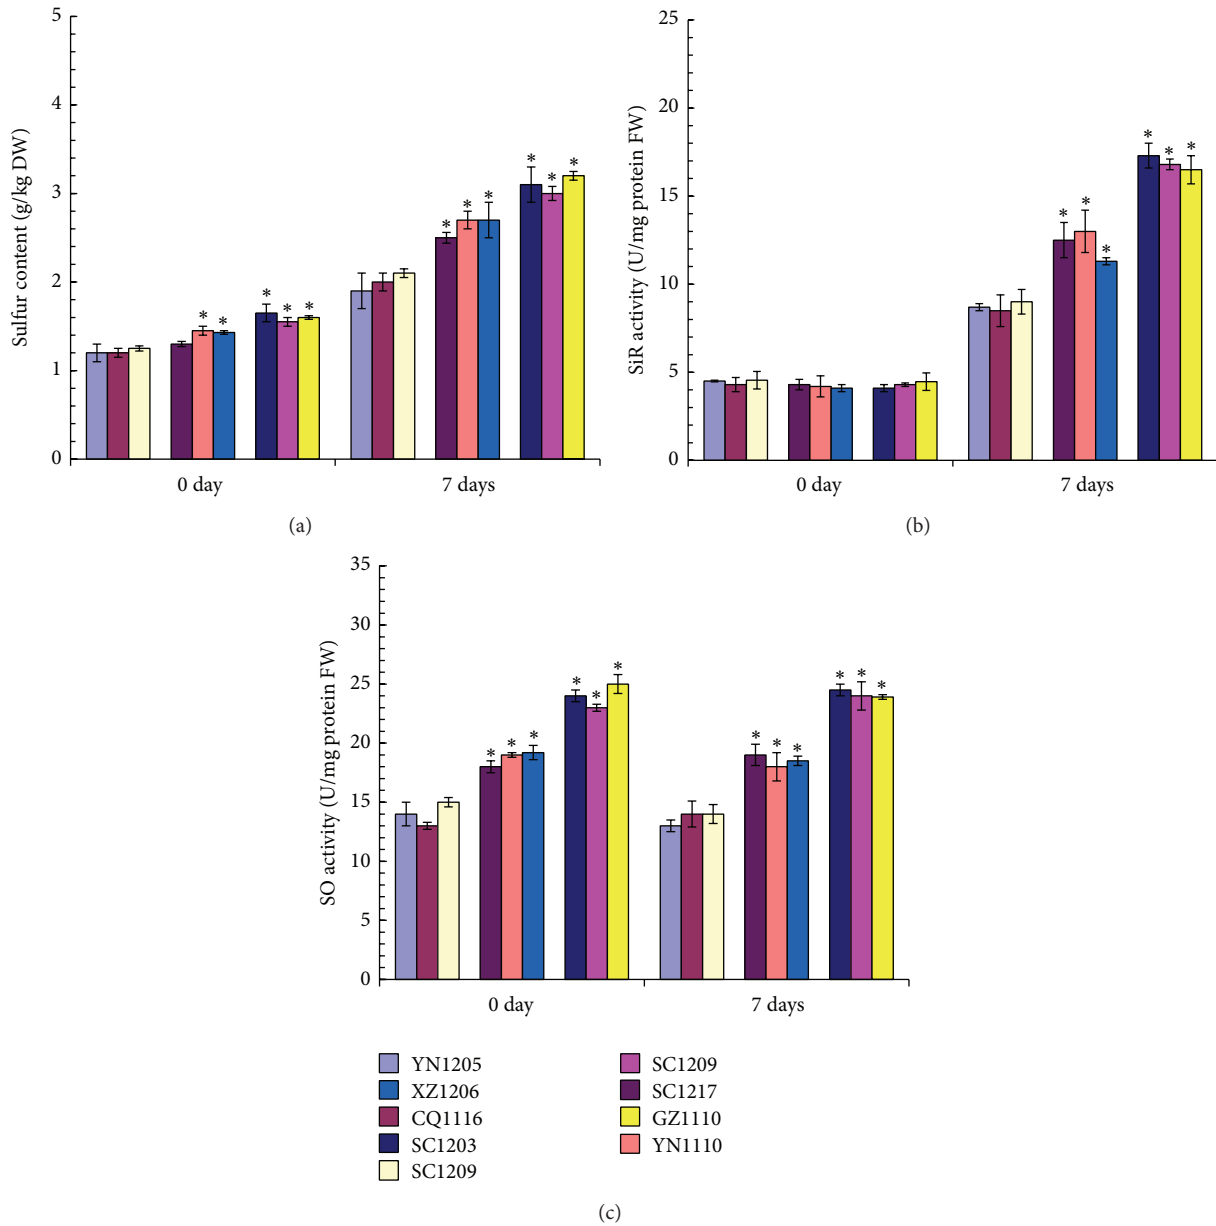 Sulfur content (g/kg DW)
5
4
3
2
1
0
* * * * * * * * * * *
0 day
7 days
(a)
SiR activity (U/mg protein FW)
25
20
15
10
5
0
* * * * * *
0 day
7 days
(b)
SO activity (U/mg protein FW)
35
30
25
20
15
10
5
0
* * * * * * * * * * * *
0 day
7 days
YN1205
XZ1206
CQ1116
SC1203
SC1209
SC1209
SC1217
GZ1110
YN1110
(c)